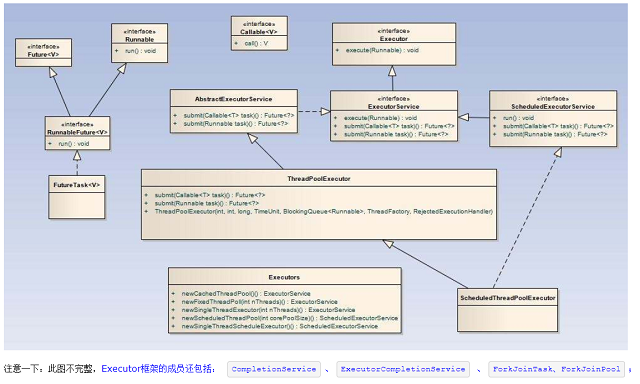 «interface»
Future<V>
«interface»
Runnable
+ run() : void
«interface»
Callable<V>
+ call() : V
«interface»
Executor
+ execute(Runnable) : void
«interface»
RunnableFuture<V>
+ run() : void
FutureTask<V>
AbstractExecutorService
+ submit(Callable<T> task)() : Future<?>
+ submit(Runnable task)() : Future<?>
«interface»
ExecutorService
+ execute(Runnable) : void
+ submit(Callable<T> task)() : Future<?>
+ submit(Runnable task)() : Future<?>
«interface»
ScheduledExecutorService
+ run() : void
+ submit(Callable<T> task)() : Future<?>
+ submit(Runnable task)() : Future<?>
ThreadPoolExecutor
+ submit(Callable<T> task)() : Future<?>
+ submit(Runnable task)() : Future<?>
+ ThreadPoolExecutor(int, int, long, TimeUnit, BlockingQueue<Runnable>, ThreadFactory, RejectedExecutionHandler)
Executors
+ newCachedThreadPool()() : ExecutorService
+ newFixedThreadPoll(int nThreads)() : ExecutorService
+ newSingleThreadExecutor(int nThreads)() : ExecutorService
+ newScheduledThreadPool(int corePoolSize)() : ScheduledExecutorService
+ newSingleThreadScheduleExecutor()() : ScheduledExecutorService
ScheduledThreadPoolExecutor
注意一下：此图不完整，Executor框架的成员还包括： CompletionService 、 ExecutorCompletionService 、 ForkJoinTask、ForkJoinPool 。